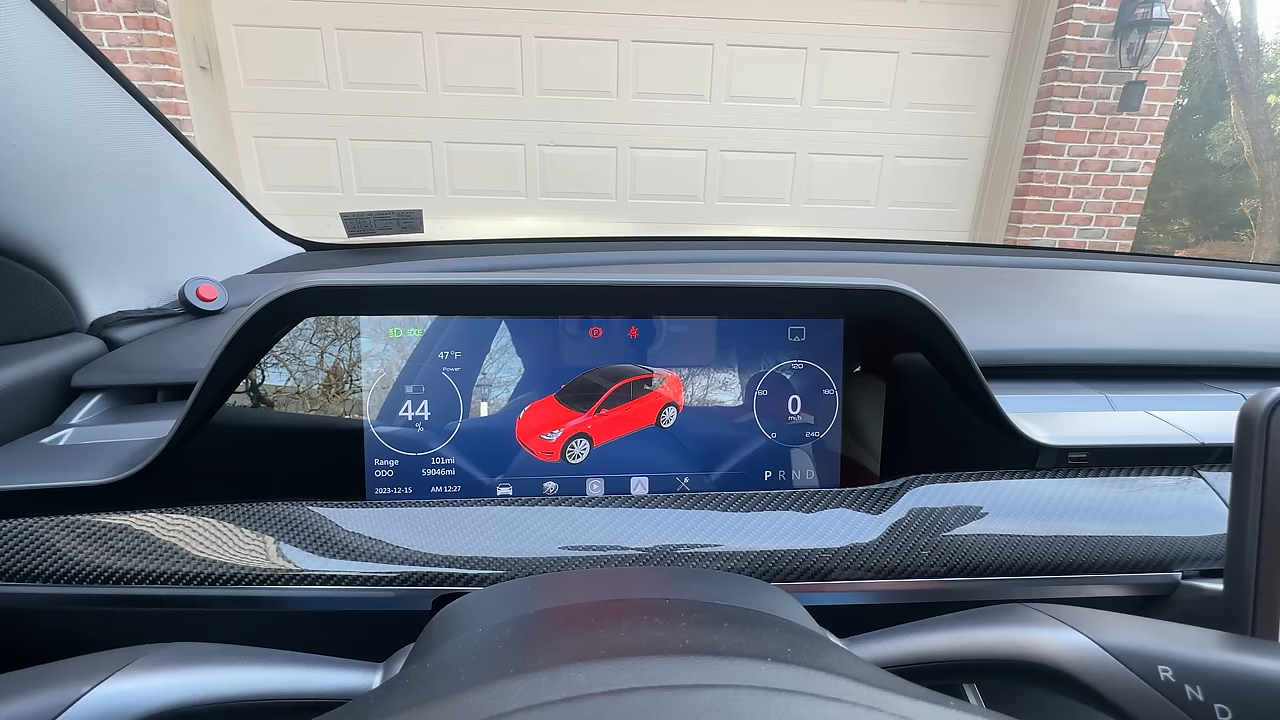 47°F
Power
44
%
Range 101mi
ODO 59046mi
2023-12-15 AM 12:27
120
60 180
0
mi/h
0 240
P R N D
R
N
D